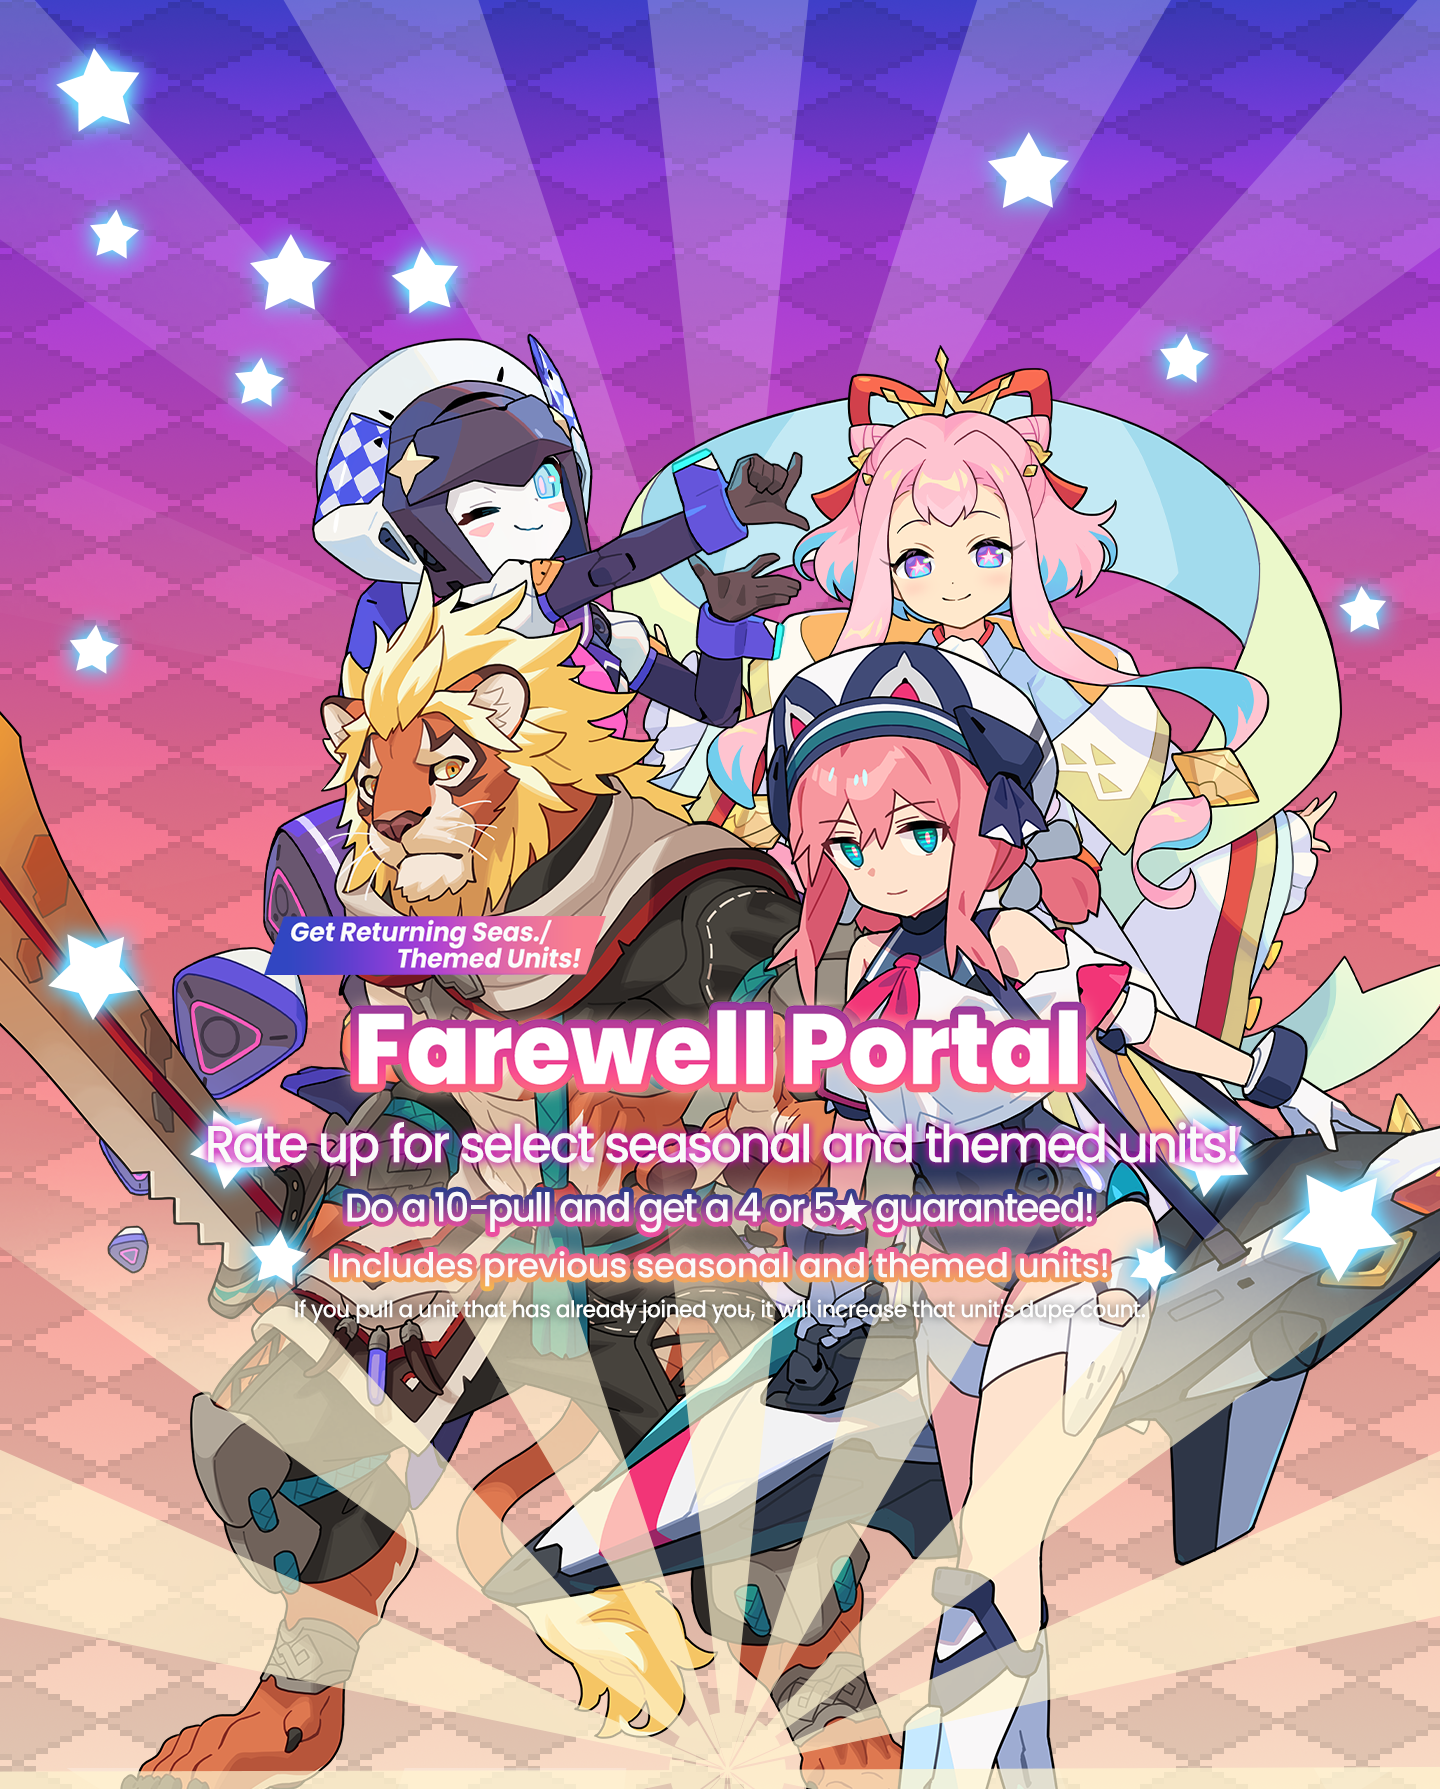 Get Returning Seas./
Themed Units!
Farewell Portal
Rate up for select seasonal and themed units!
Do a 10-pull and get a 4 or 5★ guaranteed!
Includes previous seasonal and themed units!
If you pull a unit that has already joined you, it will increase that unit's dupe count.